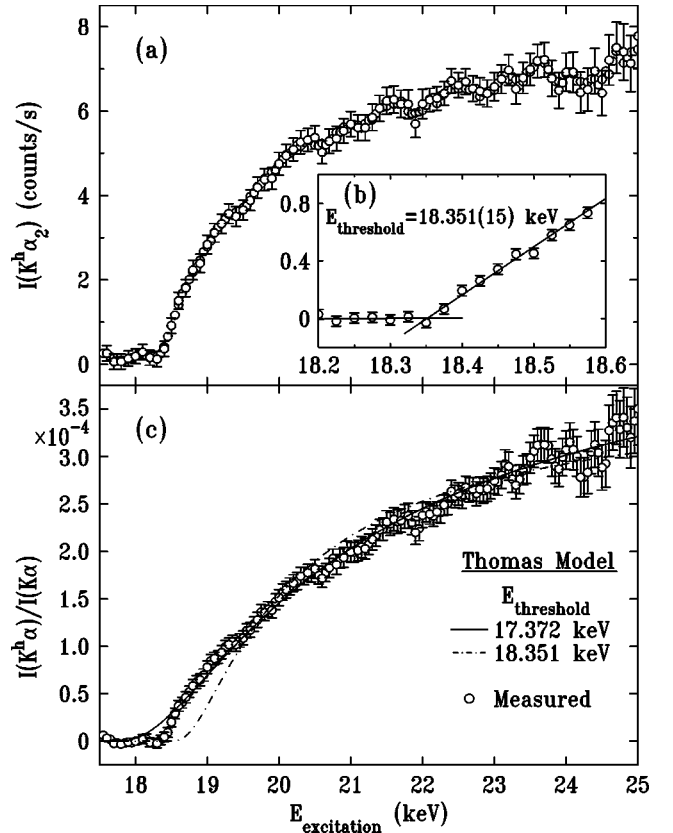 8
(a)
6
4
2
0
I(K^h α_2) (counts/s)
(b)
E_threshold=18.351(15) keV
0.8
0.4
0
18.2 18.3 18.4 18.5 18.6
(c)
3.5
×10^-4
3.0
2.5
2.0
1.5
1.0
0.5
0
I(K^h α)/I(Kα)
Thomas Model
E_threshold
17.372 keV
18.351 keV
Measured
18 19 20 21 22 23 24 25
E_excitation (keV)